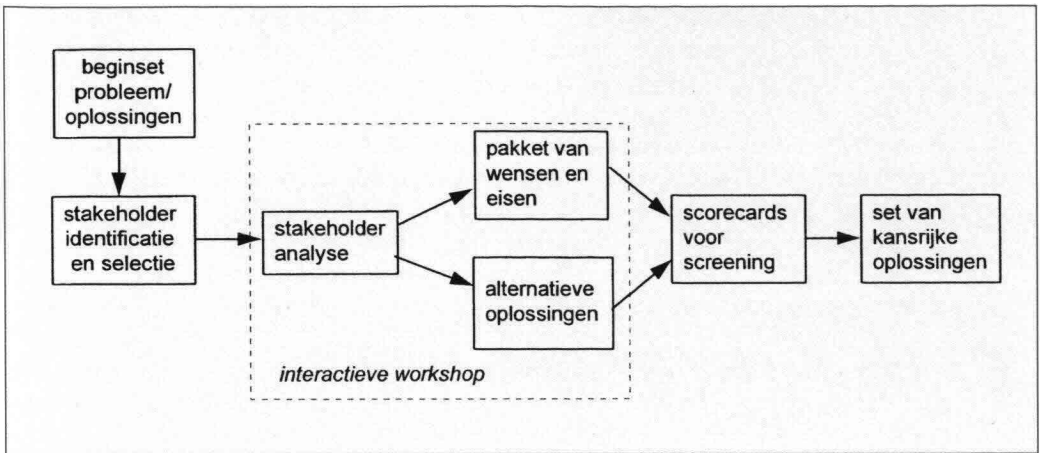 beginset
probleem/
oplossingen
stakeholder
identificatie
en selectie
stakeholder
analyse
pakket van
wensen en
eisen
alternatieve
oplossingen
interactieve workshop
scorecards
voor
screening
set van
kansrijke
oplossingen